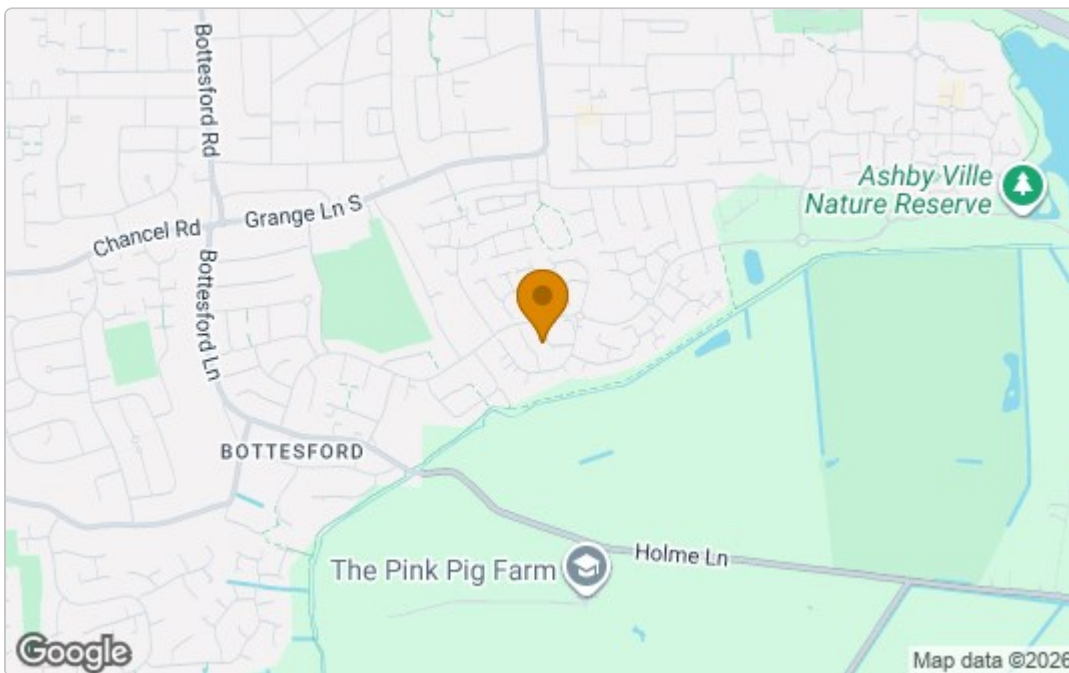 Bottesford Rd
Ashby Ville
Nature Reserve
Grange Ln S
Chancel Rd
Bottesford Ln
BOTTESFORD
Holme Ln
The Pink Pig Farm
Google
Map data ©2026